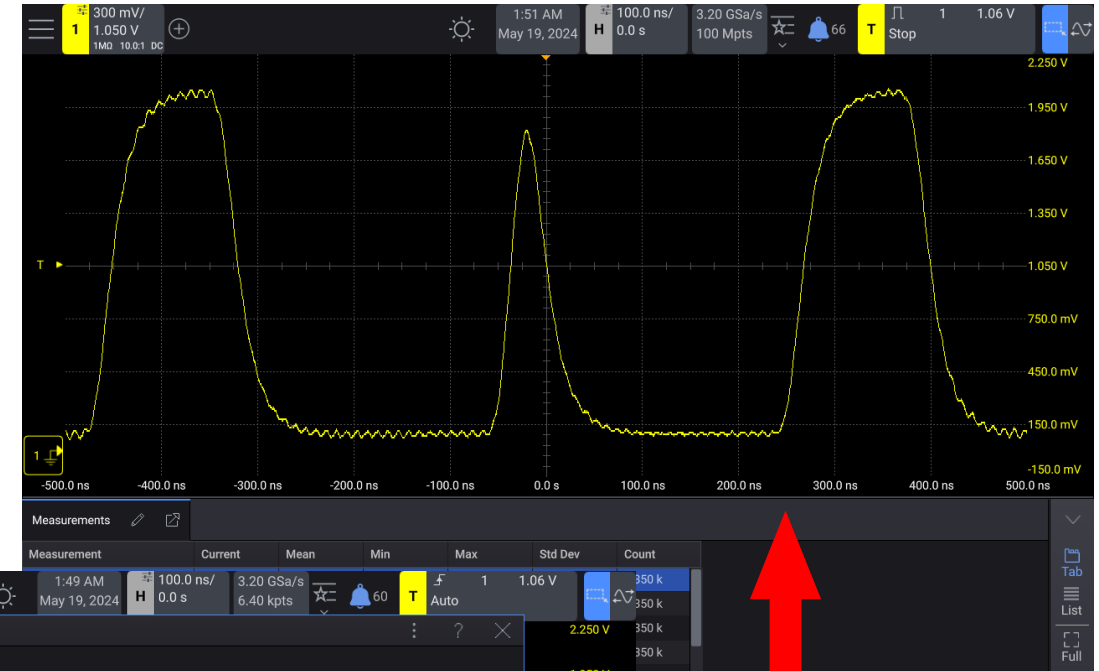 300 mV/
1
1.050 V
1MΩ 10.0:1 DC
1:51 AM
May 19, 2024
H
100.0 ns/
0.0 s
3.20 GSa/s
100 Mpts
66
T
1
1.06 V
Stop
2.250 V
1.950 V
1.650 V
1.350 V
T
1.050 V
750.0 mV
450.0 mV
150.0 mV
1
-150.0 mV
-500.0 ns
-400.0 ns
-300.0 ns
-200.0 ns
-100.0 ns
0.0 s
100.0 ns
200.0 ns
300.0 ns
400.0 ns
500.0 ns
Measurements
Measurement Current Mean Min Max Std Dev Count
350 k
350 k
350 k
350 k
Tab
List
Full
1:49 AM
May 19, 2024
H
100.0 ns/
0.0 s
3.20 GSa/s
6.40 kpts
60
T
1
1.06 V
Auto
?
2.250 V